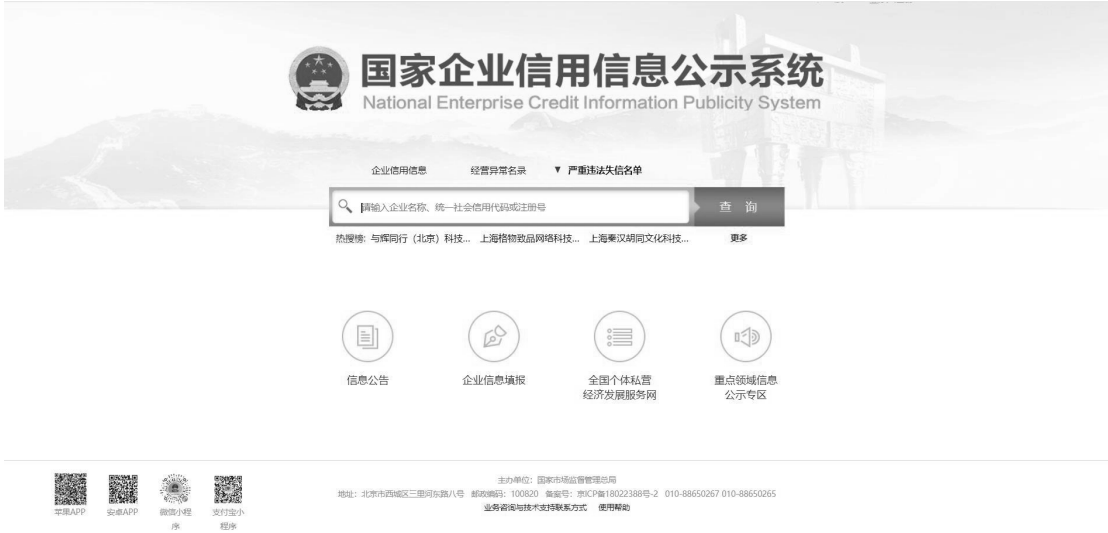 国家企业信用信息公示系统
National Enterprise Credit Information Publicity System
企业信用信息 经营异常名录 ▼ 严重违法失信名单
请输入企业名称、统一社会信用代码或注册号 查 询
热搜榜: 与辉同行（北京）科技... 上海格物致品网络科技... 上海秦汉胡同文化科技... 更多
信息公告 企业信息填报 全国个体私营 重点领域信息
经济发展服务网 公示专区
主办单位：国家市场监督管理总局
地址：北京市西城区三里河东路八号 邮政编码：100820 备案号：京ICP备18022388号-2 010-88650267 010-88650265
业务咨询与技术支持联系方式 使用帮助
苹果APP 安卓APP 微信小程 支付宝小
序 程序